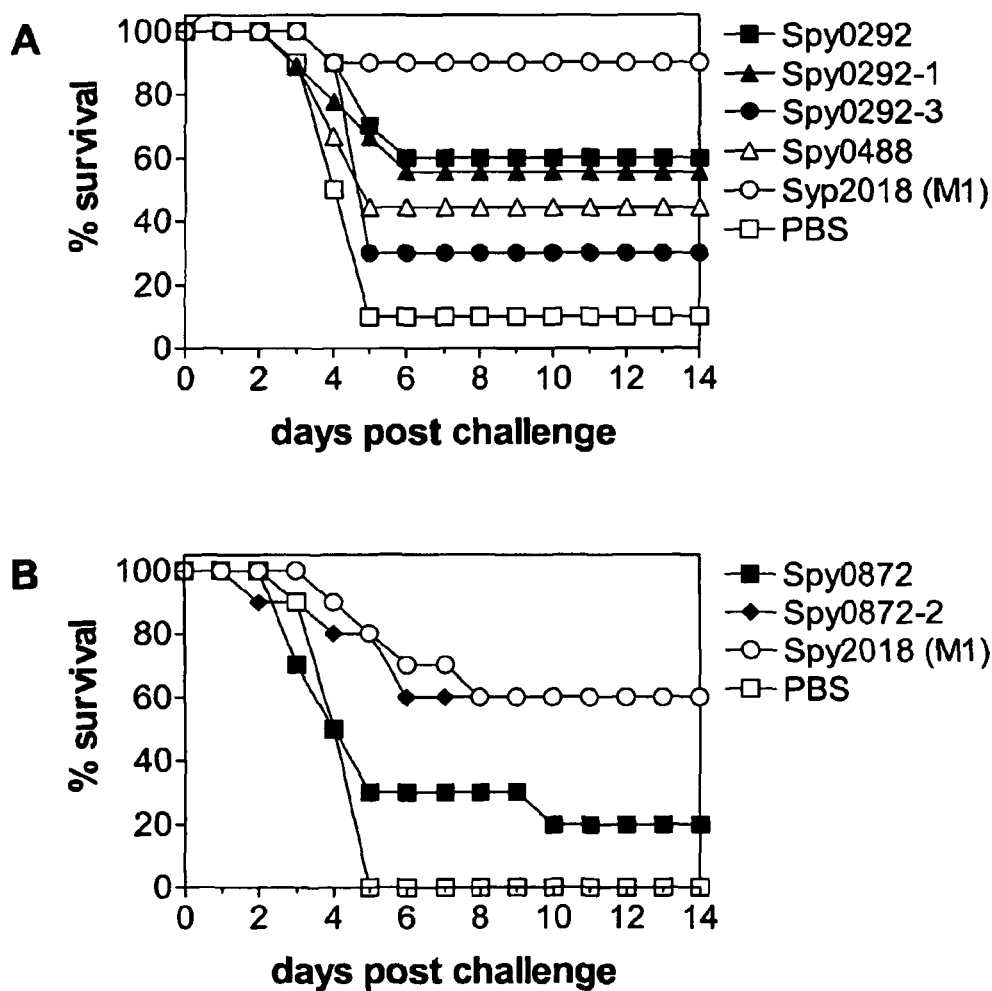 A
100
80
60
40
20
0
% survival
0 2 4 6 8 10 12 14
days post challenge
Spy0292
Spy0292-1
Spy0292-3
Spy0488
Syp2018 (M1)
PBS
B
100
80
60
40
20
0
% survival
0 2 4 6 8 10 12 14
days post challenge
Spy0872
Spy0872-2
Spy2018 (M1)
PBS